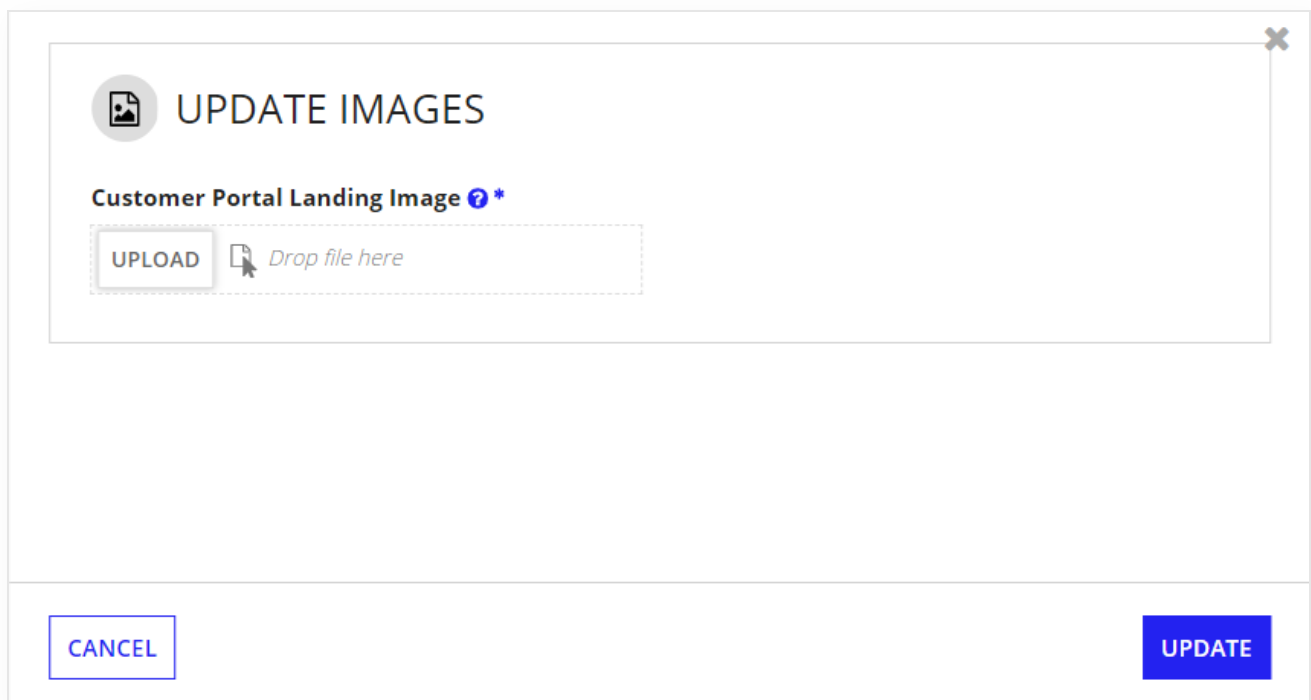 UPDATE IMAGES
Customer Portal Landing Image ? *
UPLOAD Drop file here
CANCEL UPDATE